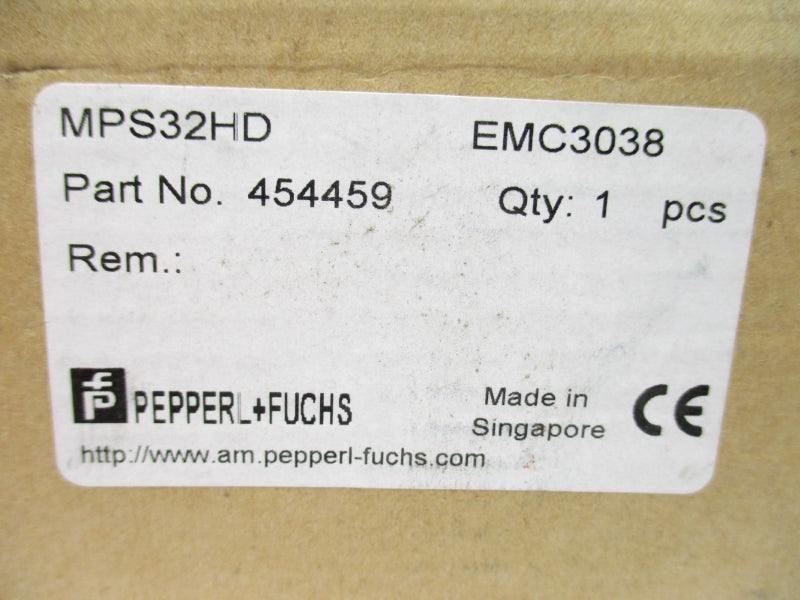 MPS32HD EMC3038
Part No. 454459 Qty: 1 pcs
Rem.:
PEPPERL+FUCHS
Made in
Singapore
CE
http://www.am.pepperl-fuchs.com